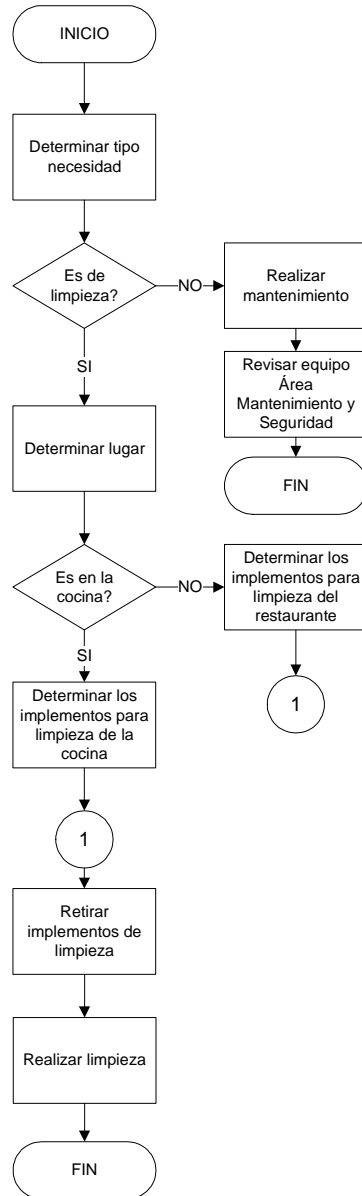 INICIO
Determinar tipo
necesidad
Es de
limpieza?
NO
Realizar
mantenimiento
SI
Revisar equipo
Área
Mantenimiento y
Seguridad
Determinar lugar
FIN
Es en la
cocina?
NO
Determinar los
implementos para
limpieza del
restaurante
SI
1
Determinar los
implementos para
limpieza de la
cocina
1
Retirar
implementos de
limpieza
Realizar limpieza
FIN